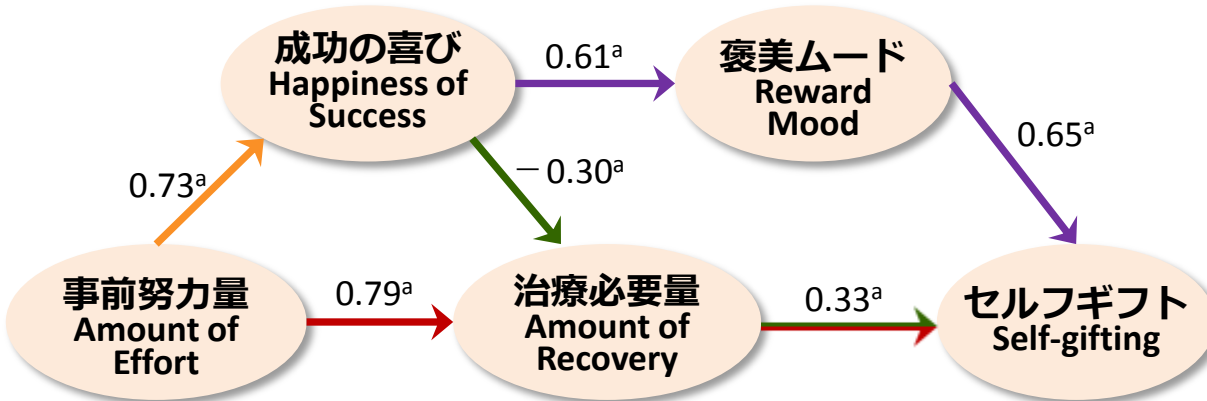 成功の喜び
Happiness of
Success
0.61ᵃ
褒美ムード
Reward
Mood
0.73ᵃ
－0.30ᵃ
0.65ᵃ
事前努力量
Amount of
Effort
0.79ᵃ
治療必要量
Amount of
Recovery
0.33ᵃ
セルフギフト
Self-gifting